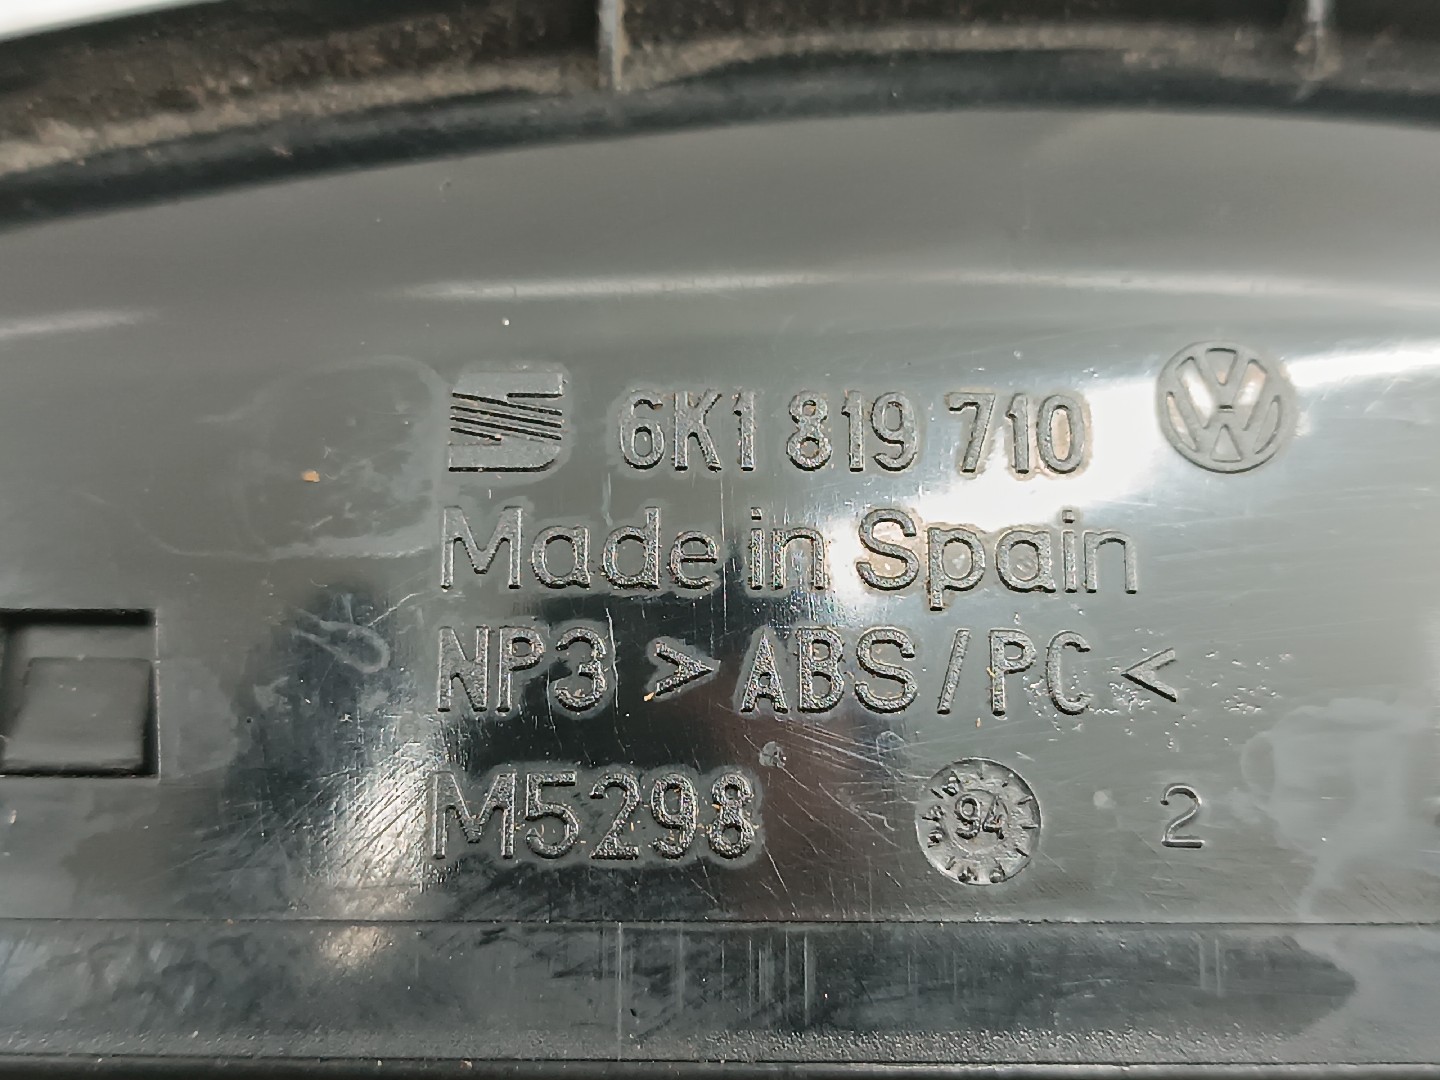 6K1 819 710
Made in Spain
NP3 > ABS/PC <
M5298 94 2